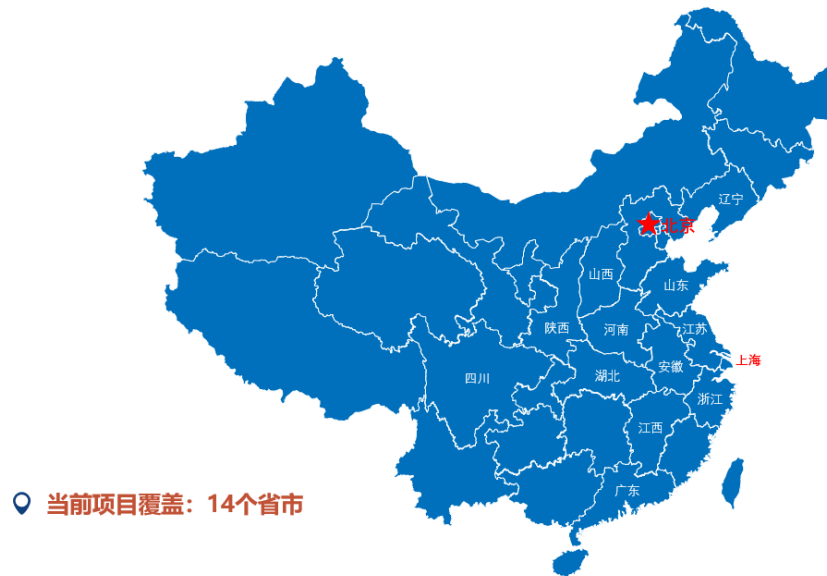 辽宁
北京
山西
山东
陕西
河南
江苏
上海
安徽
湖北
四川
浙江
江西
广东
当前项目覆盖：14个省市